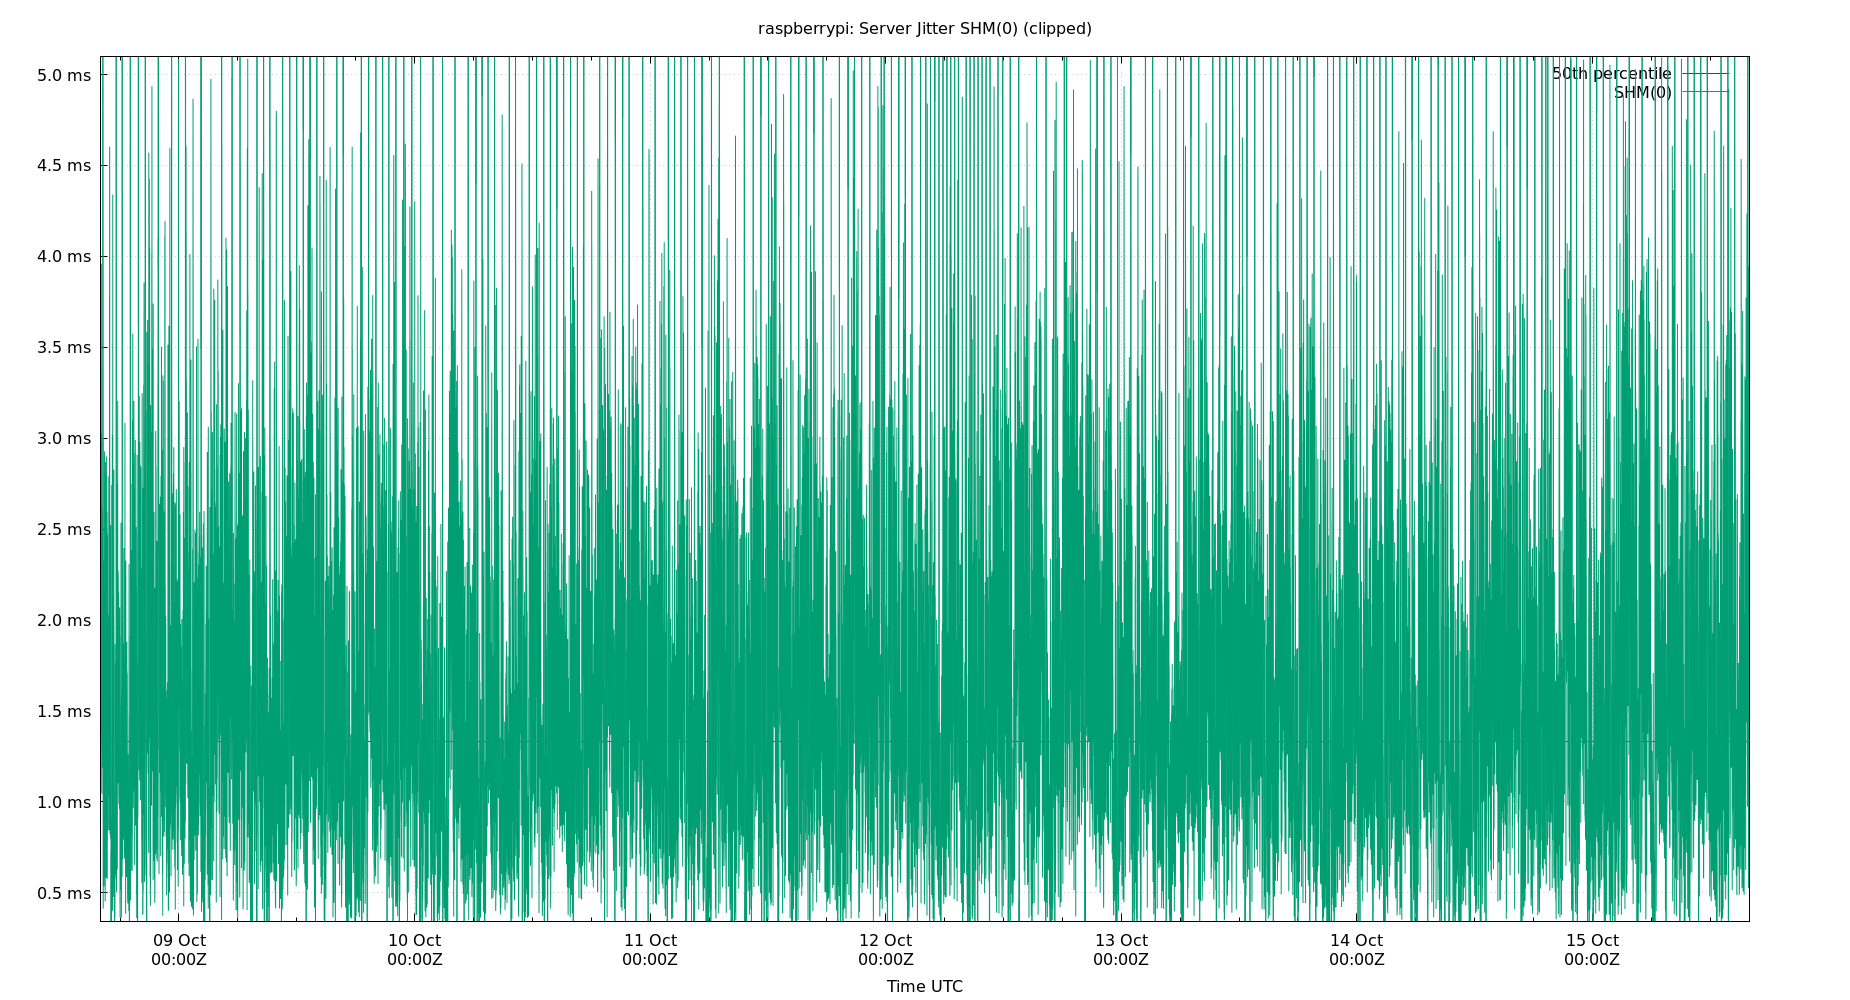 raspberrypi: Server Jitter SHM(0) (clipped)
50th percentile
SHM(0)
5.0 ms
4.5 ms
4.0 ms
3.5 ms
3.0 ms
2.5 ms
2.0 ms
1.5 ms
1.0 ms
0.5 ms
09 Oct 10 Oct 11 Oct 12 Oct 13 Oct 14 Oct 15 Oct
00:00Z 00:00Z 00:00Z 00:00Z 00:00Z 00:00Z 00:00Z
Time UTC